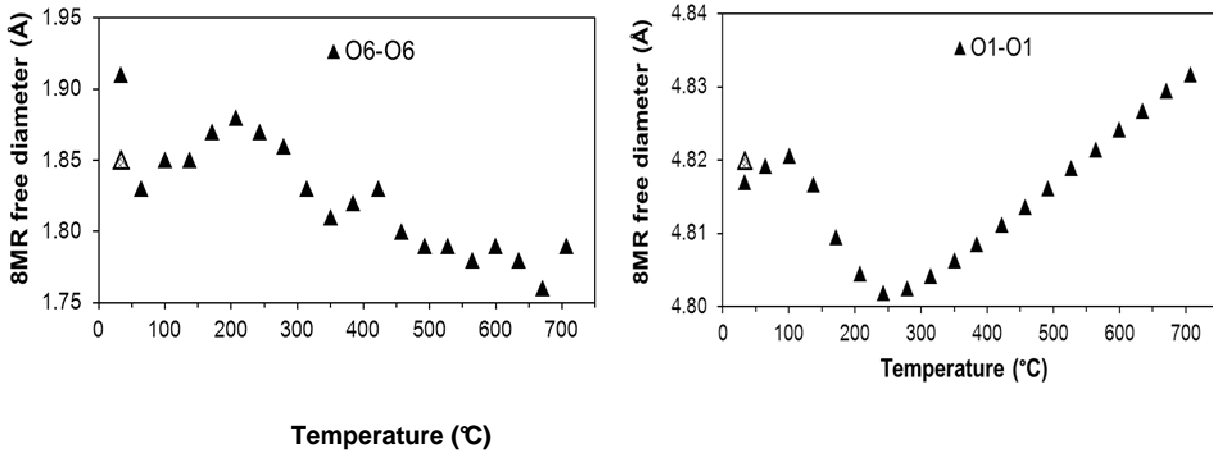 8MR free diameter (Å)
1.95
1.90
1.85
1.80
1.75
▲ O6-O6
0 100 200 300 400 500 600 700
Temperature (°C)
8MR free diameter (Å)
4.84
4.83
4.82
4.81
4.80
▲ O1-O1
0 100 200 300 400 500 600 700
Temperature (°C)